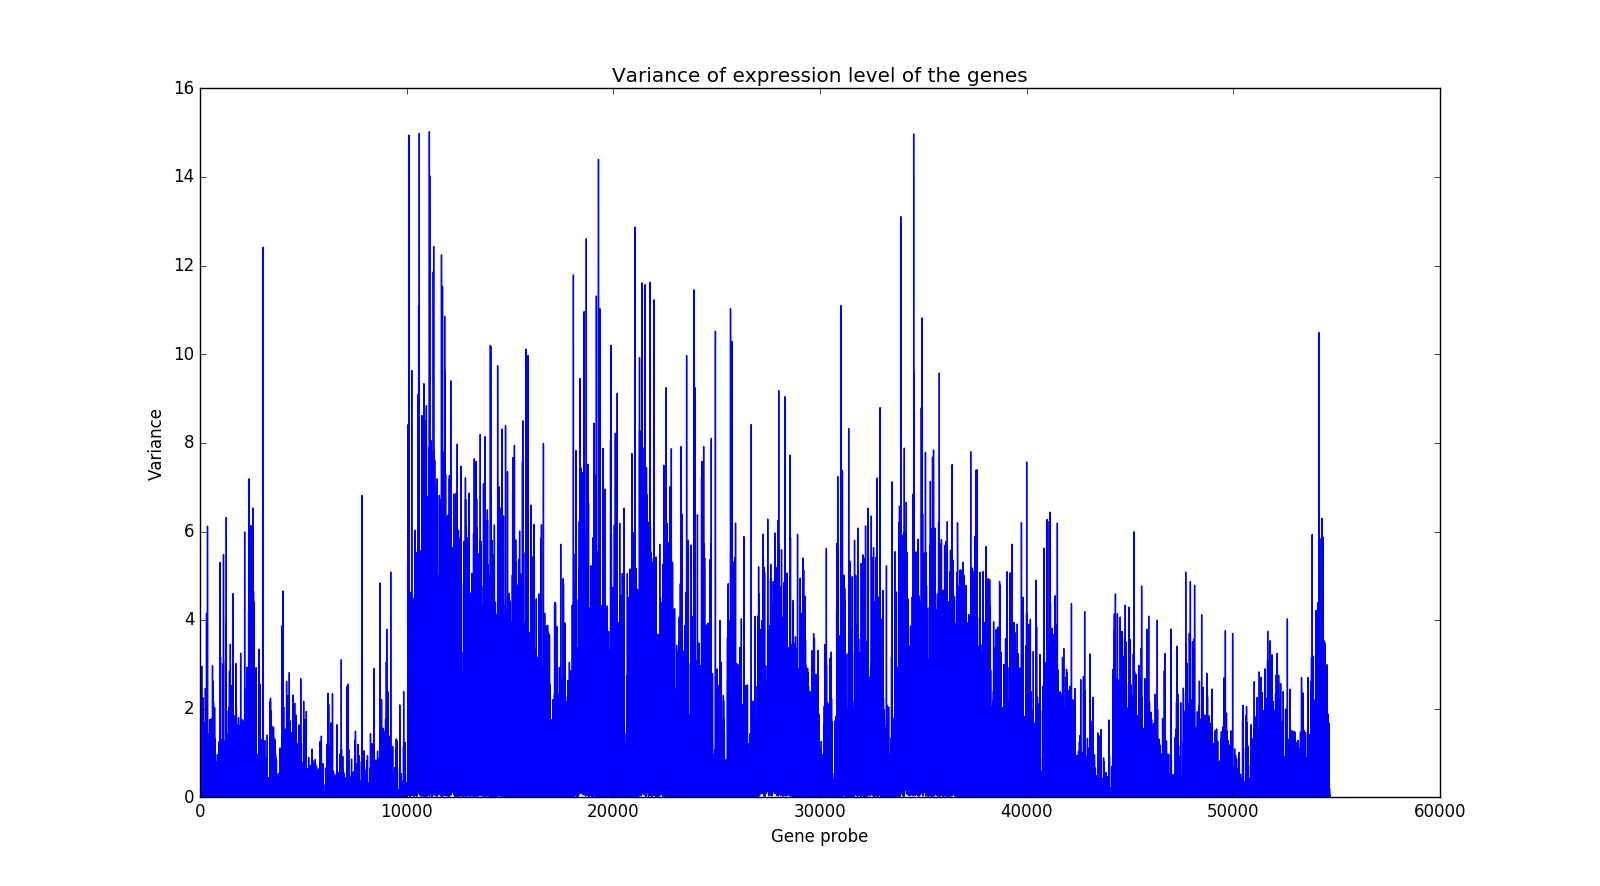 Variance of expression level of the genes
16
14
12
10
8
6
4
2
0
Variance
0 10000 20000 30000 40000 50000 60000
Gene probe